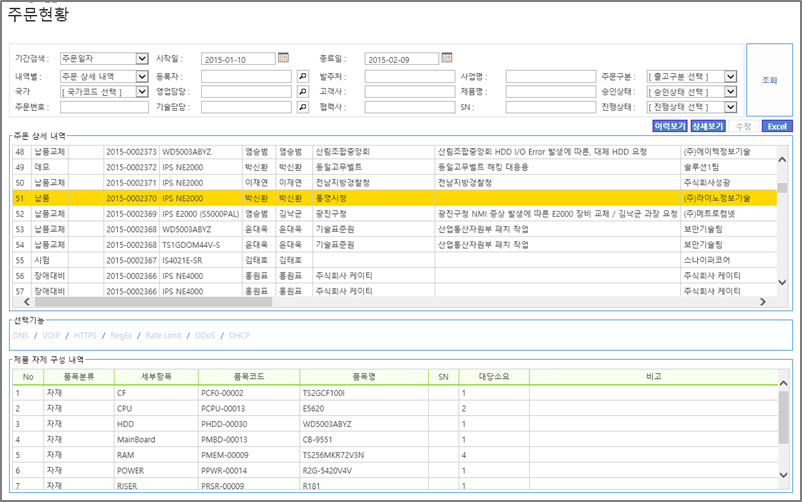 주문현황
기간검색 : 주문일자 시작일 : 2015-01-10 종료일 : 2015-02-09
내역별 : 주문 상세 내역 등록자 : 발주처 : 사업명 : 주문구분 : [ 출고구분 선택 ] 조회
국가 [ 국가코드 선택 ] 영업담당 : 고객사 : 제품명 : 승인상태 : [ 승인상태 선택 ]
주문번호 : 기술담당 : 협력사 : SN : 진행상태 : [ 진행상태 선택 ]
이력보기 상세보기 수정 Excel
주문 상세 내역
48 납품교체 2015-0002373 WD5003ABYZ 염승범 염승범 산림조합중앙회 산림조합중앙회 HDD I/O Error 발생에 따른, 대체 HDD 요청 (주)에이텍정보기술
49 데모 2015-0002372 IPS NE2000 박신환 박신환 동일고무벨트 동일고무벨트 해킹 대응용 솔루션1팀
50 납품교체 2015-0002371 IPS NE2000 이재연 이재연 전남지방경찰청 전남지방경찰청 주식회사성광
51 납품 2015-0002370 IPS NE2000 박신환 박신환 통영시청 (주)라이노정보기술
52 납품교체 2015-0002369 IPS E2000 (S5000PAL) 염승범 김낙균 광진구청 광진구청 NMI 증상 발생에 따른 E2000 장비 교체 / 김낙균 과장 요청 (주)메트로컴넷
53 납품교체 2015-0002368 WD5003ABYZ 윤대욱 윤대욱 기술표준원 산업통산자원부 패치 작업 보안기술팀
54 납품교체 2015-0002368 TS1GDOM44V-S 윤대욱 윤대욱 기술표준원 산업통산자원부 패치 작업 보안기술팀
55 시험 2015-0002367 IS4021E-SR 김태호 김태호 스나이퍼코어
56 장애대비 2015-0002366 IPS NE4000 홍원표 홍원표 주식회사 케이티 주식회사 케이티
57 장애대비 2015-0002366 IPS NE4000 홍원표 홍원표 주식회사 케이티 주식회사 케이티
선택기능
DNS / VOIP / HTTPS / RegEx / Rate Limit / DDoS / DHCP
제품 자제 구성 내역
No 품목분류 세부항목 품목코드 품목명 SN 대당소요 비고
1 자재 CF PCF0-00002 TS2GCF100I 1
2 자재 CPU PCPU-00013 E5620 2
3 자재 HDD PHDD-00030 WD5003ABYZ 1
4 자재 MainBoard PMBD-00013 CB-9551 1
5 자재 RAM PMEM-00009 TS256MKR72V3N 4
6 자재 POWER PPWR-00014 R2G-5420V4V 1
7 자재 RISER PRSR-00009 R181 1